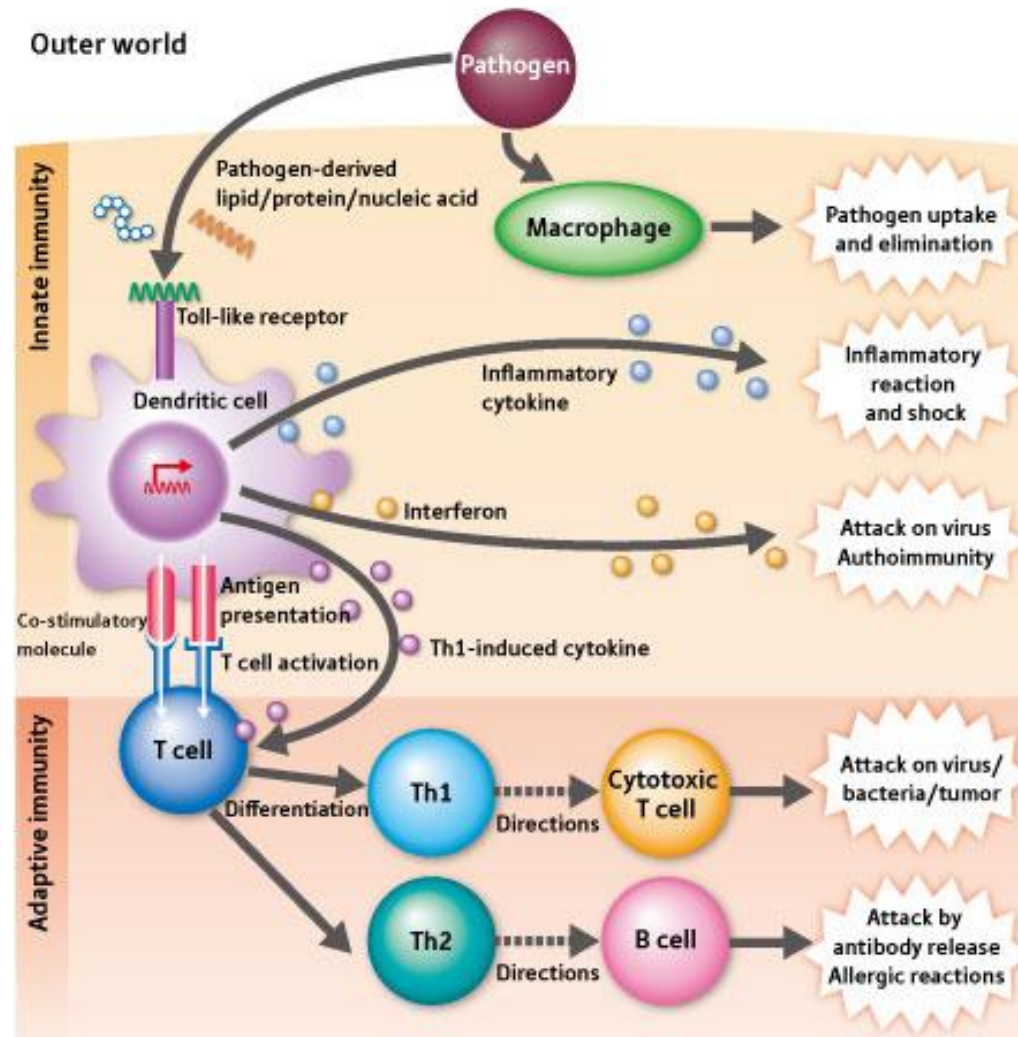 Outer world
Pathogen
Pathogen-derived
lipid/protein/nucleic acid
Macrophage
Pathogen uptake
and elimination
Innate immunity
Toll-like receptor
Dendritic cell
Inflammatory
cytokine
Inflammatory
reaction
and shock
Interferon
Attack on virus
Authoimmunity
Antigen
presentation
Co-stimulatory
molecule
T cell activation
Th1-induced cytokine
Adaptive immunity
T cell
Differentiation
Th1
Directions
Cytotoxic
T cell
Attack on virus/
bacteria/tumor
Th2
Directions
B cell
Attack by
antibody release
Allergic reactions